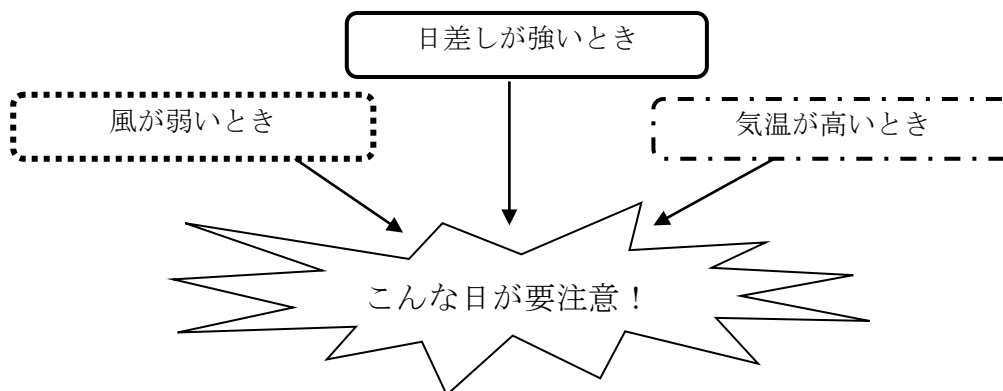 日差しが強いとき
風が弱いとき
気温が高いとき
こんな日が要注意！